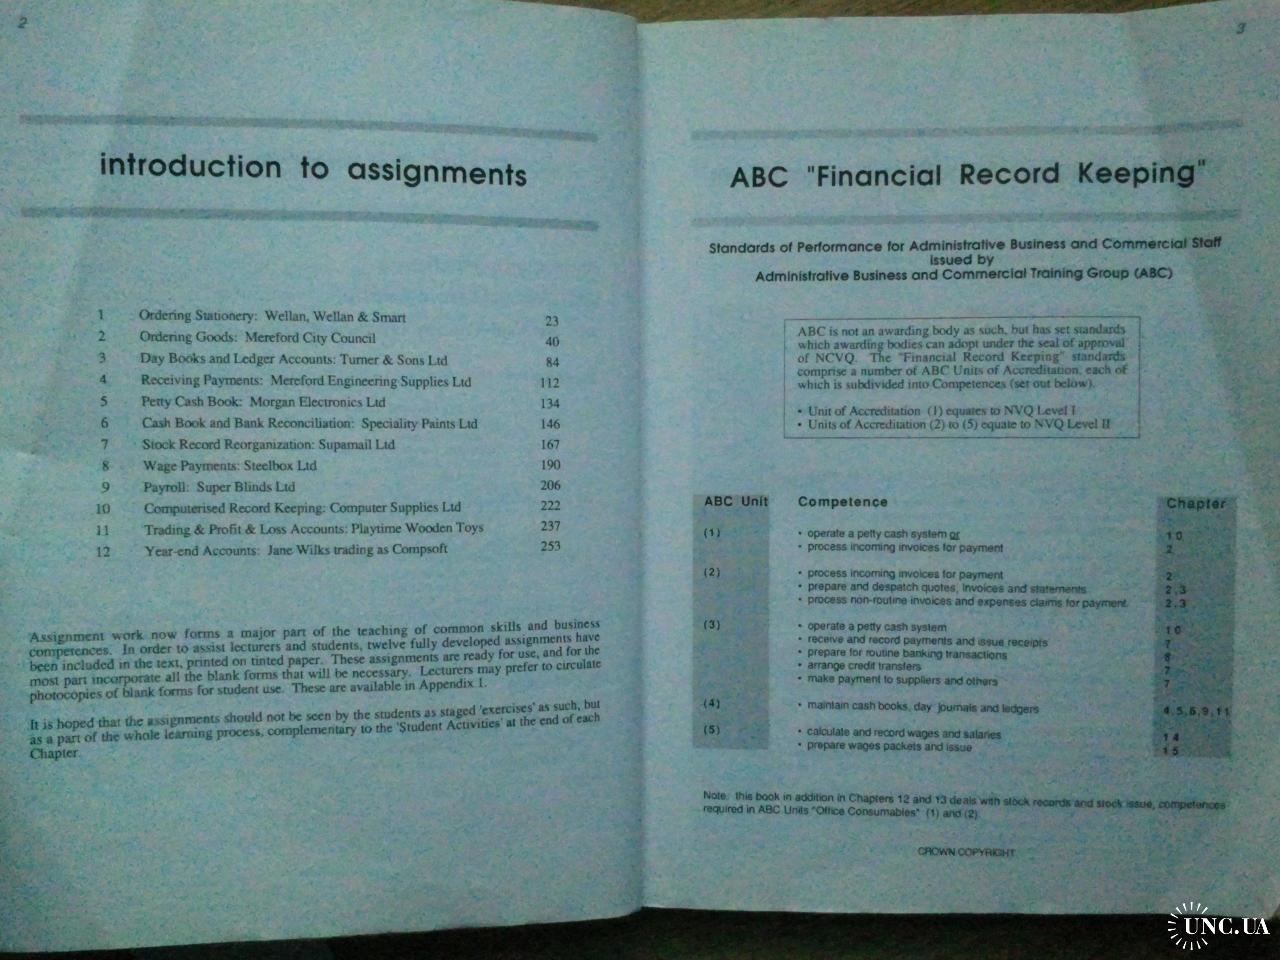 2
introduction to assignments
1 Ordering Stationery: Wellan, Wellan & Smart 23
2 Ordering Goods: Mereford City Council 40
3 Day Books and Ledger Accounts: Turner & Sons Ltd 84
4 Receiving Payments: Mereford Engineering Supplies Ltd 112
5 Petty Cash Book: Morgan Electronics Ltd 134
6 Cash Book and Bank Reconciliation: Speciality Paints Ltd 146
7 Stock Record Reorganization: Supamail Ltd 167
8 Wage Payments: Steelbox Ltd 190
9 Payroll: Super Blinds Ltd 206
10 Computerised Record Keeping: Computer Supplies Ltd 222
11 Trading & Profit & Loss Accounts: Playtime Wooden Toys 237
12 Year-end Accounts: Jane Wilks trading as Compsoft 253
Assignment work now forms a major part of the teaching of common skills and business
competences. In order to assist lecturers and students, twelve fully developed assignments have
been included in the text, printed on tinted paper. These assignments are ready for use, and for the
most part incorporate all the blank forms that will be necessary. Lecturers may prefer to circulate
photocopies of blank forms for student use. These are available in Appendix 1.
It is hoped that the assignments should not be seen by the students as staged 'exercises' as such, but
as a part of the whole learning process, complementary to the 'Student Activities' at the end of each
Chapter.
3
ABC "Financial Record Keeping"
Standards of Performance for Administrative Business and Commercial Staff
issued by
Administrative Business and Commercial Training Group (ABC)
ABC is not an awarding body as such, but has set standards
which awarding bodies can adopt under the seal of approval
of NCVQ. The "Financial Record Keeping" standards
comprise a number of ABC Units of Accreditation, each of
which is subdivided into Competences (set out below).
• Unit of Accreditation (1) equates to NVQ Level I
• Units of Accreditation (2) to (5) equate to NVQ Level II
ABC Unit Competence Chapter
(1) • operate a petty cash system or 10
• process incoming invoices for payment 2
(2) • process incoming invoices for payment 2
• prepare and despatch quotes, invoices and statements 2,3
• process non-routine invoices and expenses claims for payment 2,3
(3) • operate a petty cash system 10
• receive and record payments and issue receipts 7
• prepare for routine banking transactions 8
• arrange credit transfers 7
• make payment to suppliers and others 7
(4) • maintain cash books, day journals and ledgers 4,5,6,9,11
(5) • calculate and record wages and salaries 14
• prepare wages packets and issue 15
Note: this book in addition in Chapters 12 and 13 deals with stock records and stock issue, competences
required in ABC Units "Office Consumables" (1) and (2)
CROWN COPYRIGHT
UNC.UA